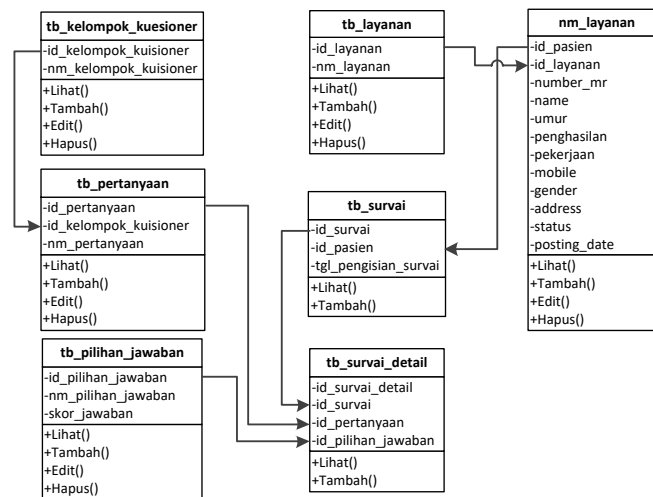 tb_kelompok_kuesioner
-id_kelompok_kuisioner
-nm_kelompok_kuisioner
+Lihat()
+Tambah()
+Edit()
+Hapus()
tb_layanan
-id_layanan
-nm_layanan
+Lihat()
+Tambah()
+Edit()
+Hapus()
nm_layanan
-id_pasien
-id_layanan
-number_mr
-name
-umur
-penghasilan
-pekerjaan
-mobile
-gender
-address
-status
-posting_date
+Lihat()
+Tambah()
+Edit()
+Hapus()
tb_pertanyaan
-id_pertanyaan
-id_kelompok_kuisioner
-nm_pertanyaan
+Lihat()
+Tambah()
+Edit()
+Hapus()
tb_survai
-id_survai
-id_pasien
-tgl_pengisian_survai
+Lihat()
+Tambah()
tb_pilihan_jawaban
-id_pilihan_jawaban
-nm_pilihan_jawaban
-skor_jawaban
+Lihat()
+Tambah()
+Edit()
+Hapus()
tb_survai_detail
-id_survai_detail
-id_survai
-id_pertanyaan
-id_pilihan_jawaban
+Lihat()
+Tambah()